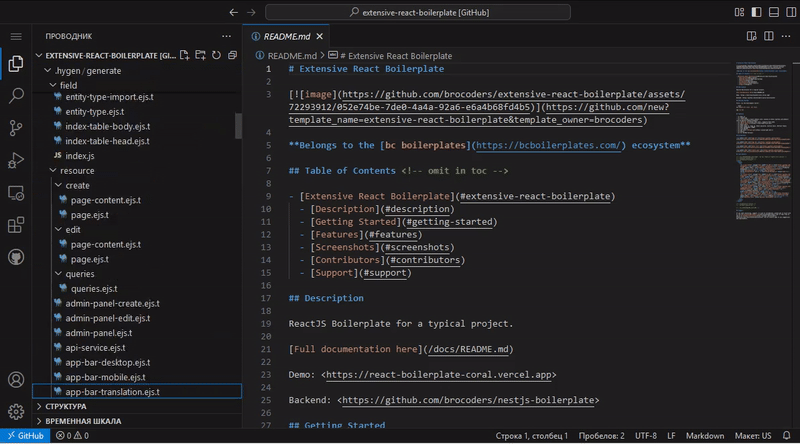 extensive-react-boilerplate [GitHub]
ПРОВОДНИК
EXTENSIVE-REACT-BOILERPLATE [GI
.hygen / generate
field
entity-type-import.ejs.t
entity-type.ejs.t
index-table-body.ejs.t
index-table-head.ejs.t
JS index.js
resource
create
page-content.ejs.t
page.ejs.t
edit
page-content.ejs.t
page.ejs.t
queries
queries.ejs.t
admin-panel-create.ejs.t
admin-panel-edit.ejs.t
admin-panel.ejs.t
api-service.ejs.t
app-bar-desktop.ejs.t
app-bar-mobile.ejs.t
app-bar-translation.ejs.t
СТРУКТУРА
ВРЕМЕННАЯ ШКАЛА
README.md
README.md > # Extensive React Boilerplate
1 # Extensive React Boilerplate
2
3 [![image](https://github.com/brocoders/extensive-react-boilerplate/assets/
72293912/052e74be-7de0-4a4a-92a6-e6a4b68fd4b5)](https://github.com/new?
template_name=extensive-react-boilerplate&template_owner=brocoders)
4
5 **Belongs to the [bc boilerplates](https://bcboilerplates.com/) ecosystem**
6
7 ## Table of Contents <!-- omit in toc -->
8
9 - [Extensive React Boilerplate](#extensive-react-boilerplate)
10 - [Description](#description)
11 - [Getting Started](#getting-started)
12 - [Features](#features)
13 - [Screenshots](#screenshots)
14 - [Contributors](#contributors)
15 - [Support](#support)
16
17 ## Description
18
19 ReactJS Boilerplate for a typical project.
20
21 [Full documentation here](/docs/README.md)
22
23 Demo: <https://react-boilerplate-coral.vercel.app>
24
25 Backend: <https://github.com/brocoders/nestjs-boilerplate>
26
27 ## Getting Started
GitHub
0 0
Строка 1, столбец 1
Пробелов: 2
UTF-8
LF
Markdown
Макет: US